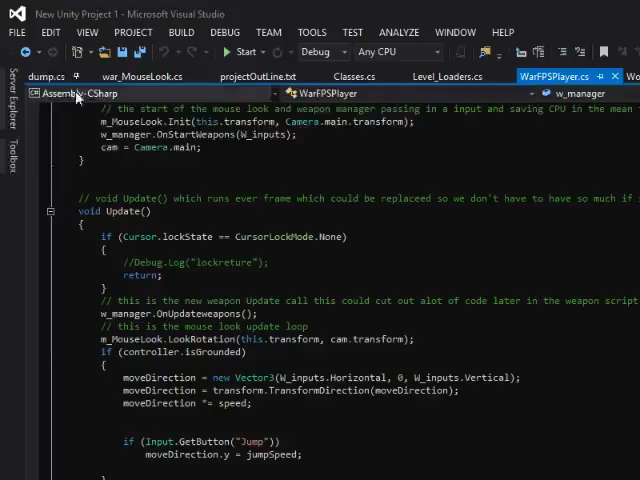 New Unity Project 1 - Microsoft Visual Studio
FILE EDIT VIEW PROJECT BUILD DEBUG TEAM TOOLS TEST ANALYZE WINDOW HELP
Start Debug Any CPU
Server Explorer
Toolbox
dump.cs war_MouseLook.cs projectOutLine.txt Classes.cs Level_Loaders.cs WarFPSPlayer.cs
Assembly-CSharp WarFPSPlayer w_manager
// the start of the mouse look and weapon manager passing in a input and saving CPU in the mean
m_MouseLook.Init(this.transform, Camera.main.transform);
w_manager.OnStartWeapons(W_inputs);
cam = Camera.main;
}
// void Update() which runs ever frame which could be replaceed so we don't have to have so much if
void Update()
{
if (Cursor.lockState == CursorLockMode.None)
{
//Debug.Log("lockreture");
return;
}
// this is the new weapon Update call this could cut out alot of code later in the weapon script
w_manager.OnUpdateweapons();
// this is the mouse look update loop
m_MouseLook.LookRotation(this.transform, cam.transform);
if (controller.isGrounded)
{
moveDirection = new Vector3(W_inputs.Horizontal, 0, W_inputs.Vertical);
moveDirection = transform.TransformDirection(moveDirection);
moveDirection *= speed;
if (Input.GetButton("Jump"))
moveDirection.y = jumpSpeed;